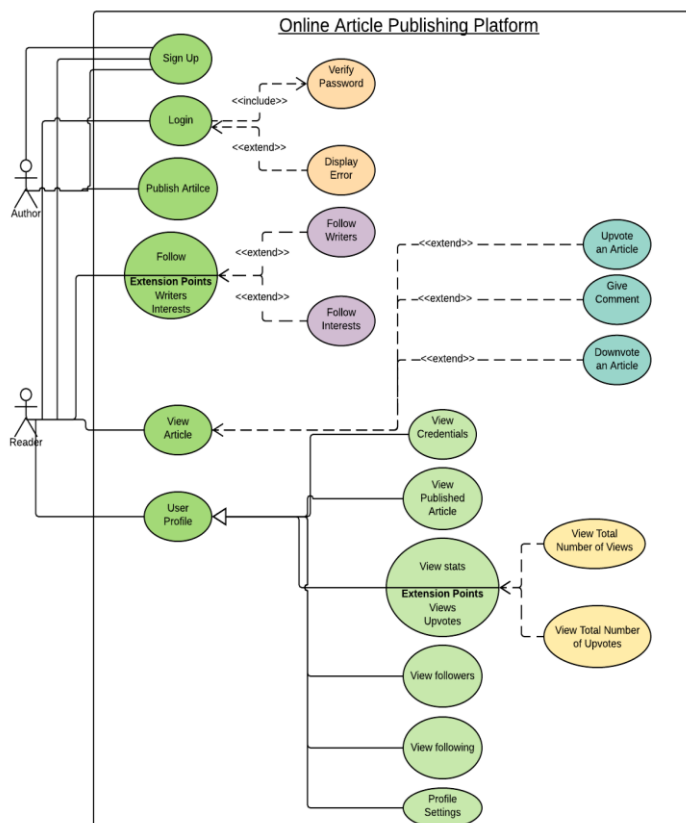 Online Article Publishing Platform
Sign Up
Verify
Password
<<include>>
Login
<<extend>>
Display
Error
Author
Publish Artilce
Follow
Writers
<<extend>>
Follow
Extension Points
Writers
Interests
<<extend>>
Follow
Interests
<<extend>>
Upvote
an Article
<<extend>>
Give
Comment
<<extend>>
Downvote
an Article
Reader
View
Article
View
Credentials
View
Published
Article
User
Profile
View stats
Extension Points
Views
Upvotes
View Total
Number of Views
View Total Number
of Upvotes
View followers
View following
Profile
Settings